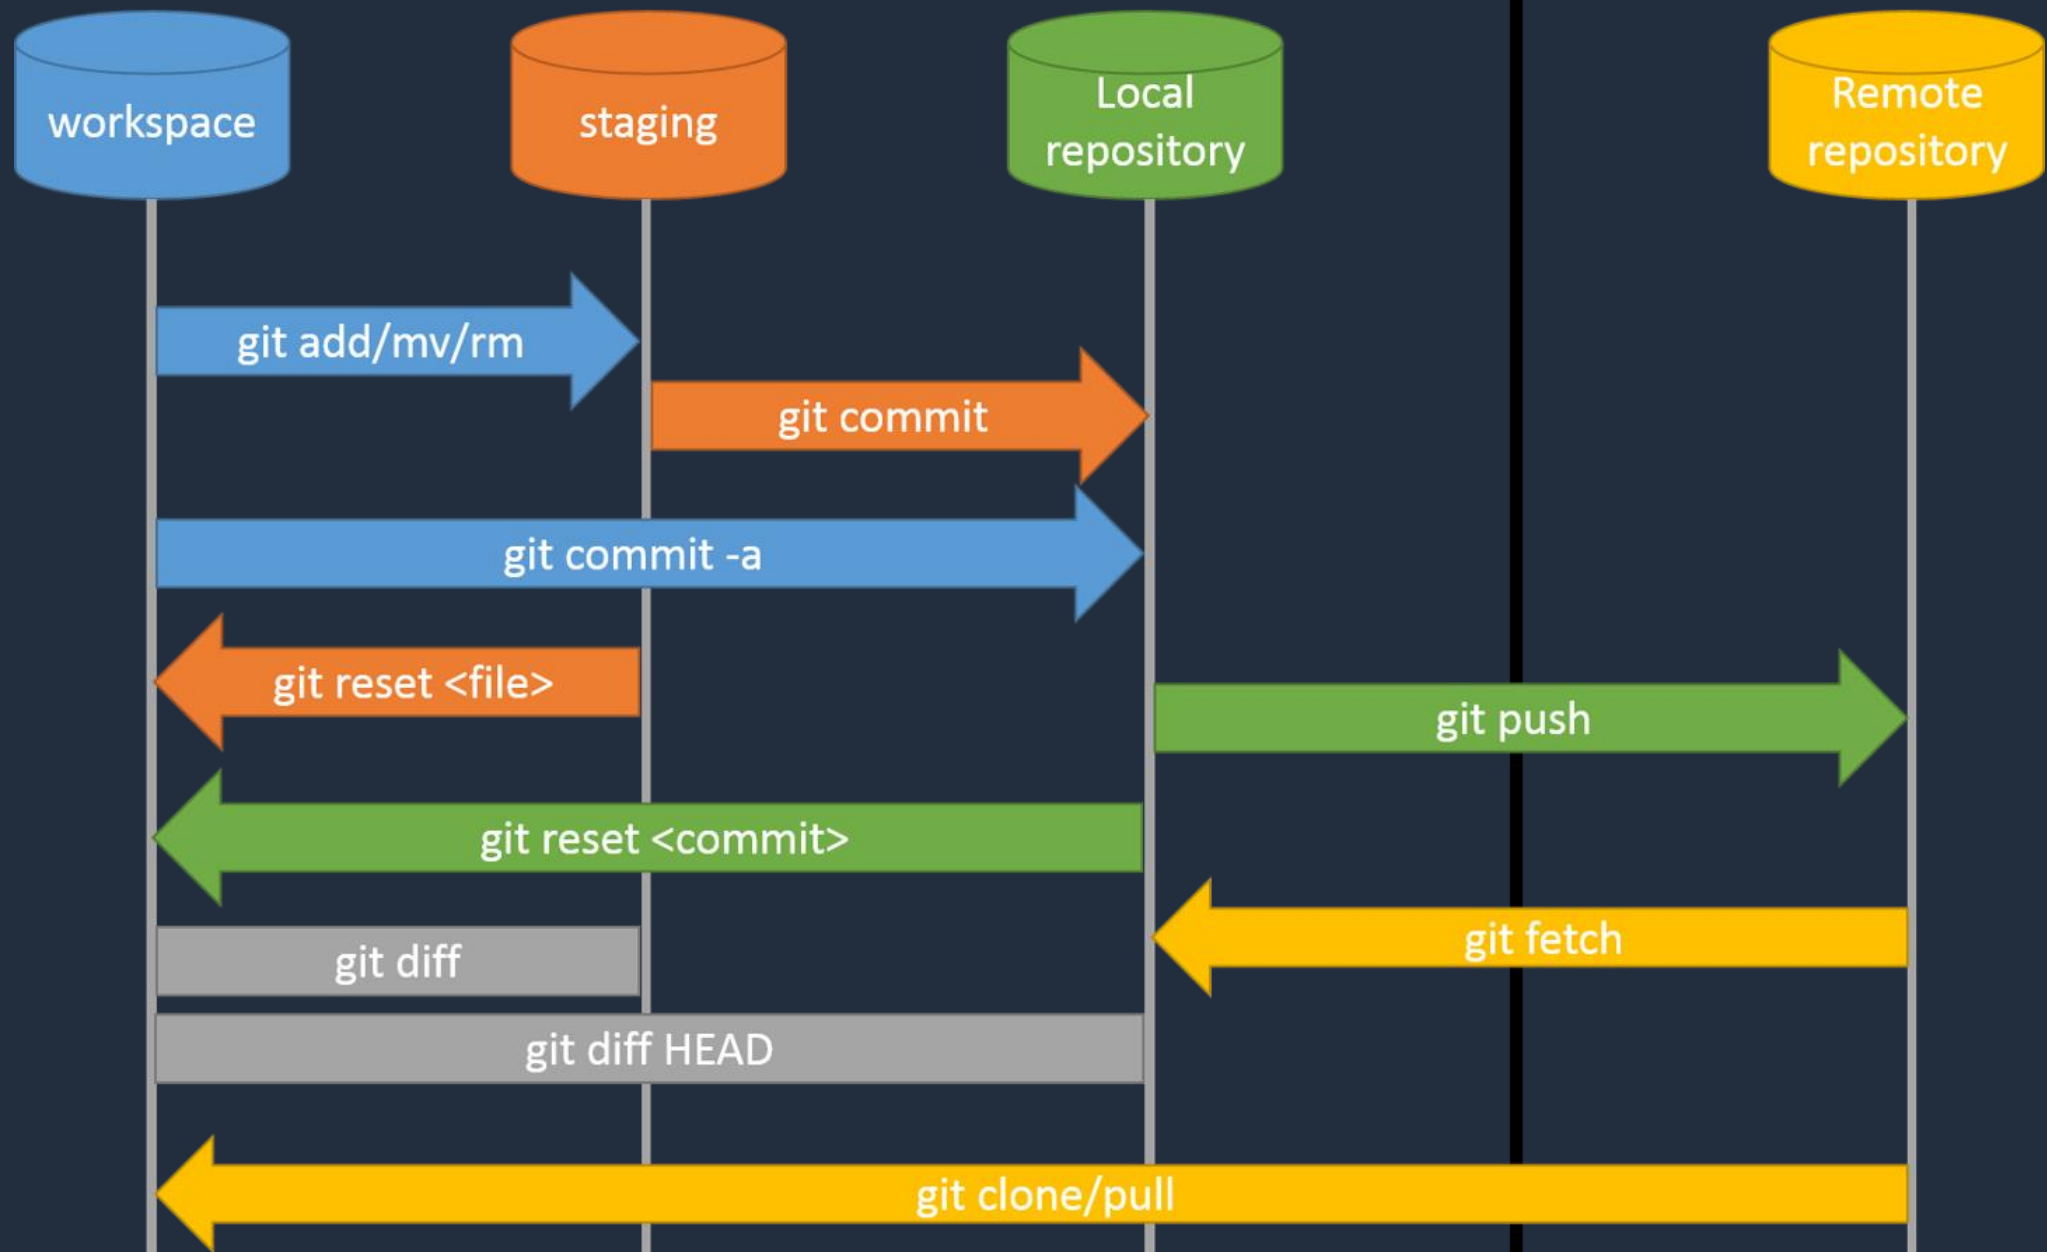 workspace
staging
Local
repository
Remote
repository
git add/mv/rm
git commit
git commit -a
git reset <file>
git push
git reset <commit>
git fetch
git diff
git diff HEAD
git clone/pull